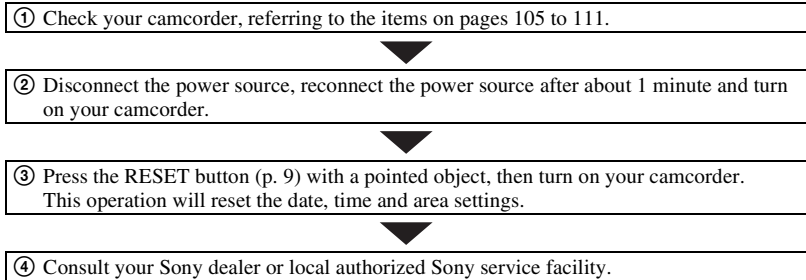 ① Check your camcorder, referring to the items on pages 105 to 111.
② Disconnect the power source, reconnect the power source after about 1 minute and turn
on your camcorder.
③ Press the RESET button (p. 9) with a pointed object, then turn on your camcorder.
This operation will reset the date, time and area settings.
④ Consult your Sony dealer or local authorized Sony service facility.